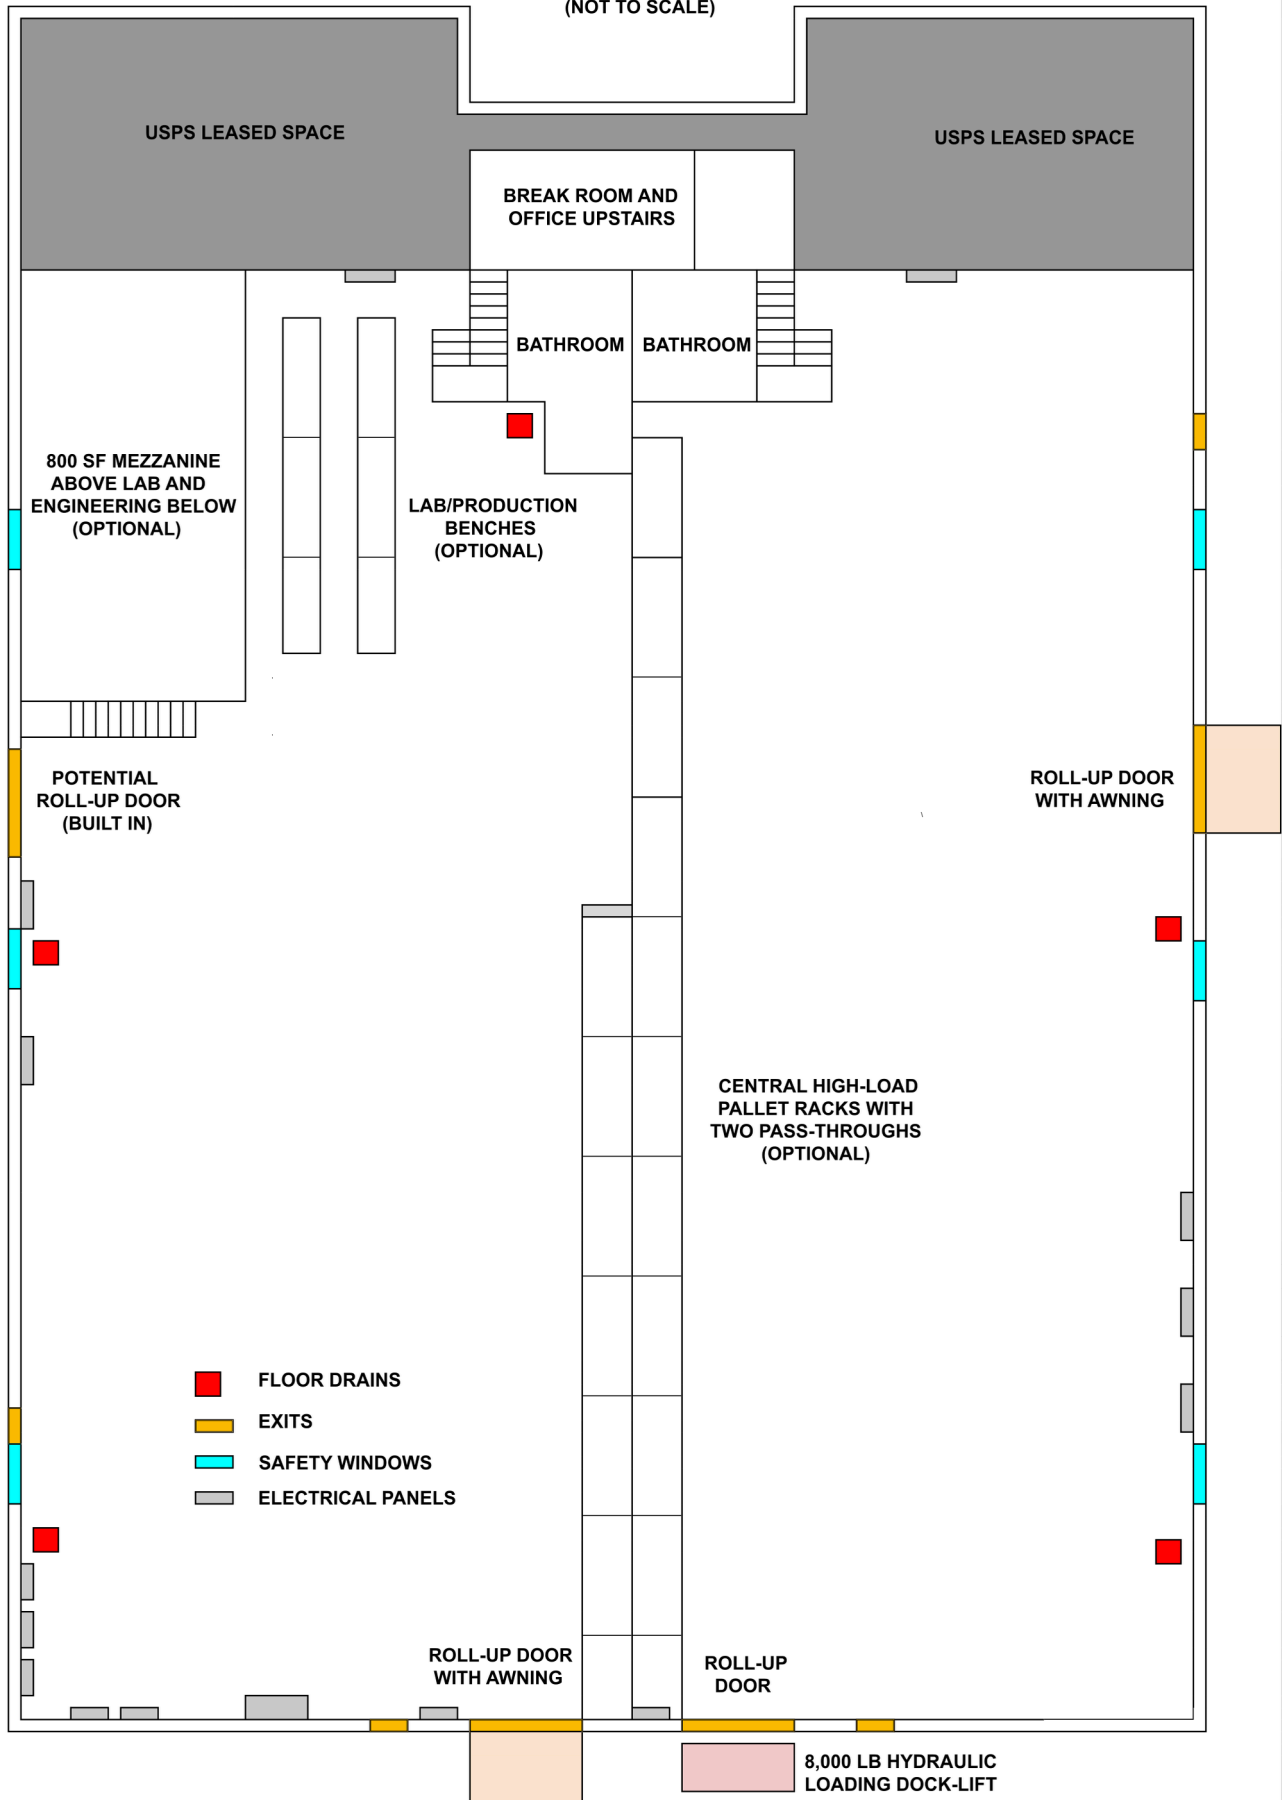 (NOT TO SCALE)
USPS LEASED SPACE
USPS LEASED SPACE
BREAK ROOM AND
OFFICE UPSTAIRS
BATHROOM
BATHROOM
800 SF MEZZANINE
ABOVE LAB AND
ENGINEERING BELOW
(OPTIONAL)
LAB/PRODUCTION
BENCHES
(OPTIONAL)
POTENTIAL
ROLL-UP DOOR
(BUILT IN)
ROLL-UP DOOR
WITH AWNING
CENTRAL HIGH-LOAD
PALLET RACKS WITH
TWO PASS-THROUGHS
(OPTIONAL)
FLOOR DRAINS
EXITS
SAFETY WINDOWS
ELECTRICAL PANELS
ROLL-UP DOOR
WITH AWNING
ROLL-UP
DOOR
8,000 LB HYDRAULIC
LOADING DOCK-LIFT